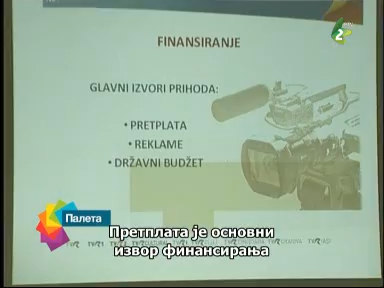 2
FINANSIRANJE
GLAVNI IZVORI PRIHODA:
• PRETPLATA
• REKLAME
• DRŽAVNI BUDŽET
Палета
Претплата је основни
извор финансирања